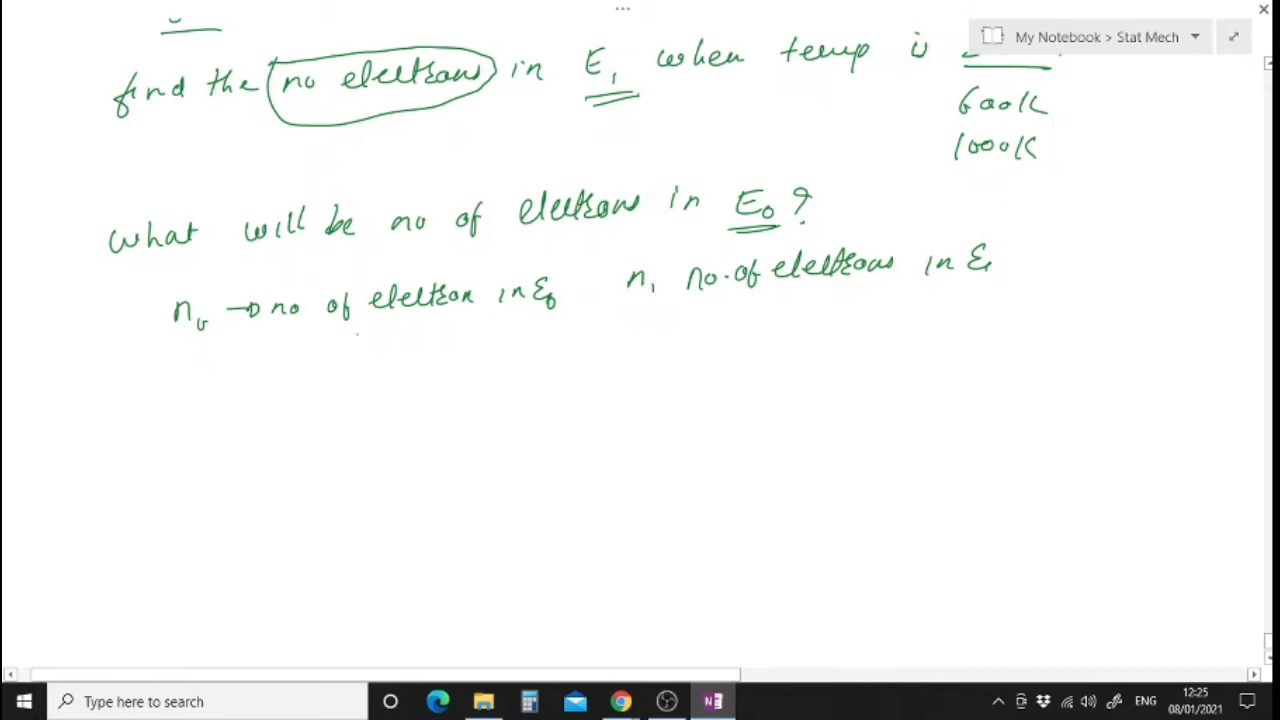 My Notebook > Stat Mech
find the no electrons in E₁ when temp is
600K
1000K
What will be no of electrons in E₀?
n₀ → no of electron in E₀ n₁ no. of electrons in E₁
Type here to search
ENG
12:25
08/01/2021